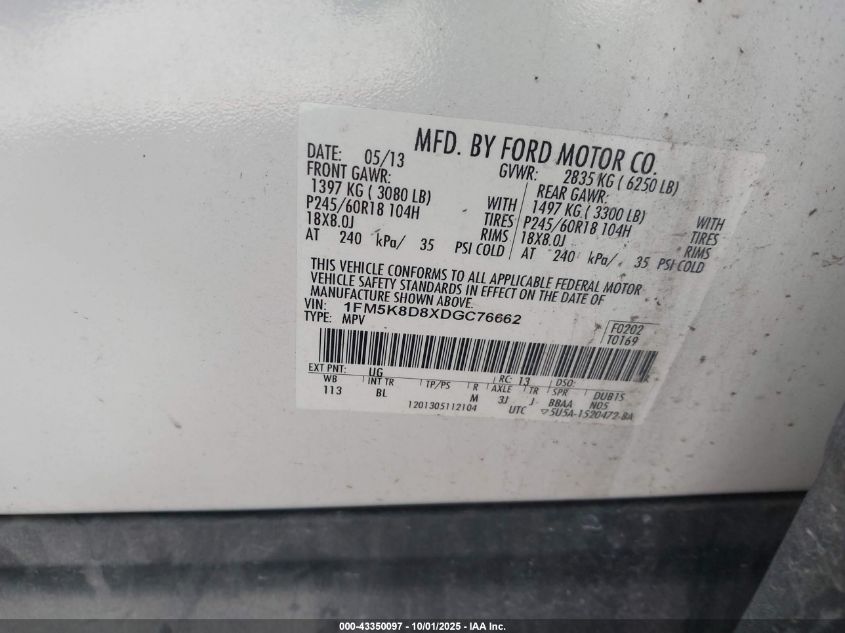 MFD. BY FORD MOTOR CO.
DATE: 05/13
GVWR: 2835 KG ( 6250 LB)
FRONT GAWR:
REAR GAWR:
1397 KG ( 3080 LB)
WITH
1497 KG ( 3300 LB)
WITH
P245/60R18 104H
TIRES
P245/60R18 104H
TIRES
18X8.0J
RIMS
18X8.0J
RIMS
AT 240 kPa/ 35 PSI COLD
AT 240 kPa/ 35 PSI COLD
THIS VEHICLE CONFORMS TO ALL APPLICABLE FEDERAL MOTOR
VEHICLE SAFETY STANDARDS IN EFFECT ON THE DATE OF
MANUFACTURE SHOWN ABOVE.
VIN: 1FM5K8D8XDGC76662
TYPE: MPV
F0202
T0169
EXT PNT: UG
RC: 13
DSO:
WB
INT TR
TP/PS
R
AXLE
TR
SPR
DUB15
113
BL
M
3J
J
BBAA
N05
1201305112104
UTC
▽5U5A-1520472-BA
000-43350097 - 10/01/2025 - IAA Inc.